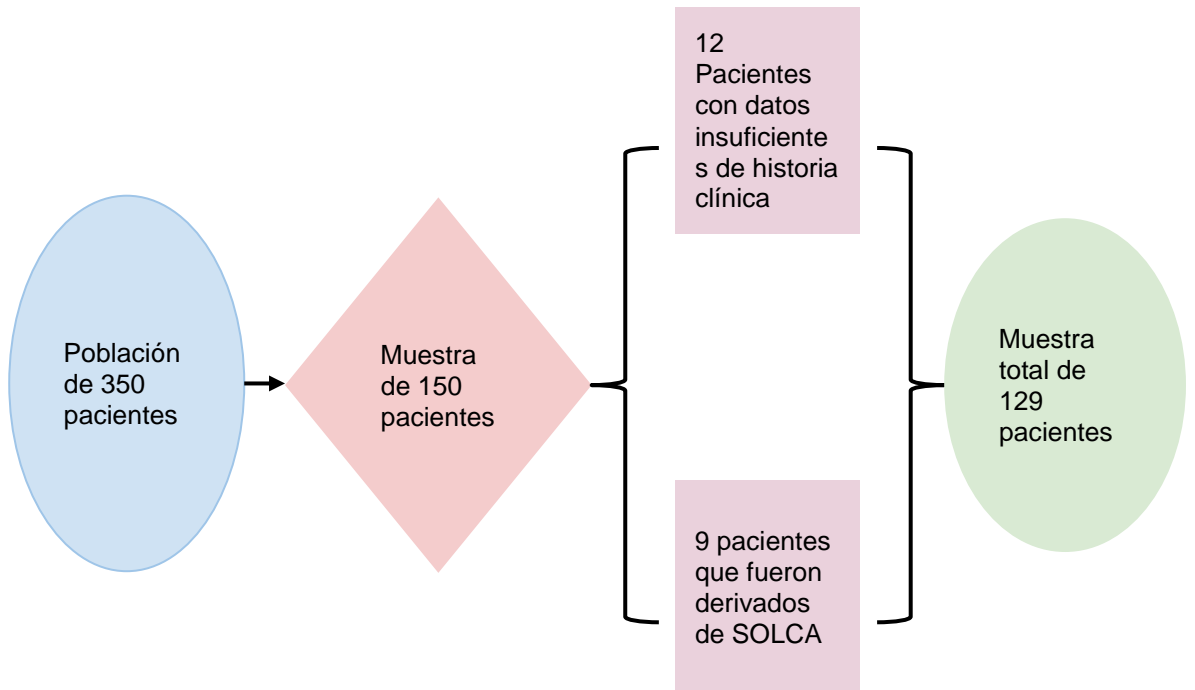 Población
de 350
pacientes
Muestra
de 150
pacientes
12
Pacientes
con datos
insuficiente
s de historia
clínica
9 pacientes
que fueron
derivados
de SOLCA
Muestra
total de
129
pacientes